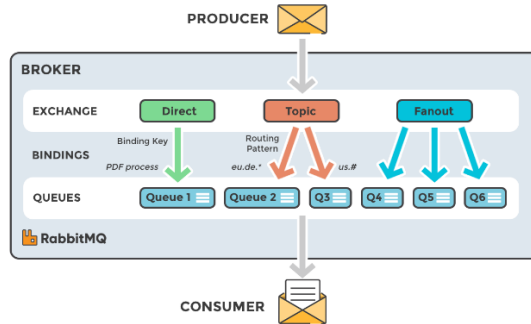 PRODUCER
BROKER
EXCHANGE Direct Topic Fanout
Binding Key
Routing
Pattern
BINDINGS
PDF process eu.de.* us.#
QUEUES Queue 1 Queue 2 Q3 Q4 Q5 Q6
RabbitMQ
CONSUMER